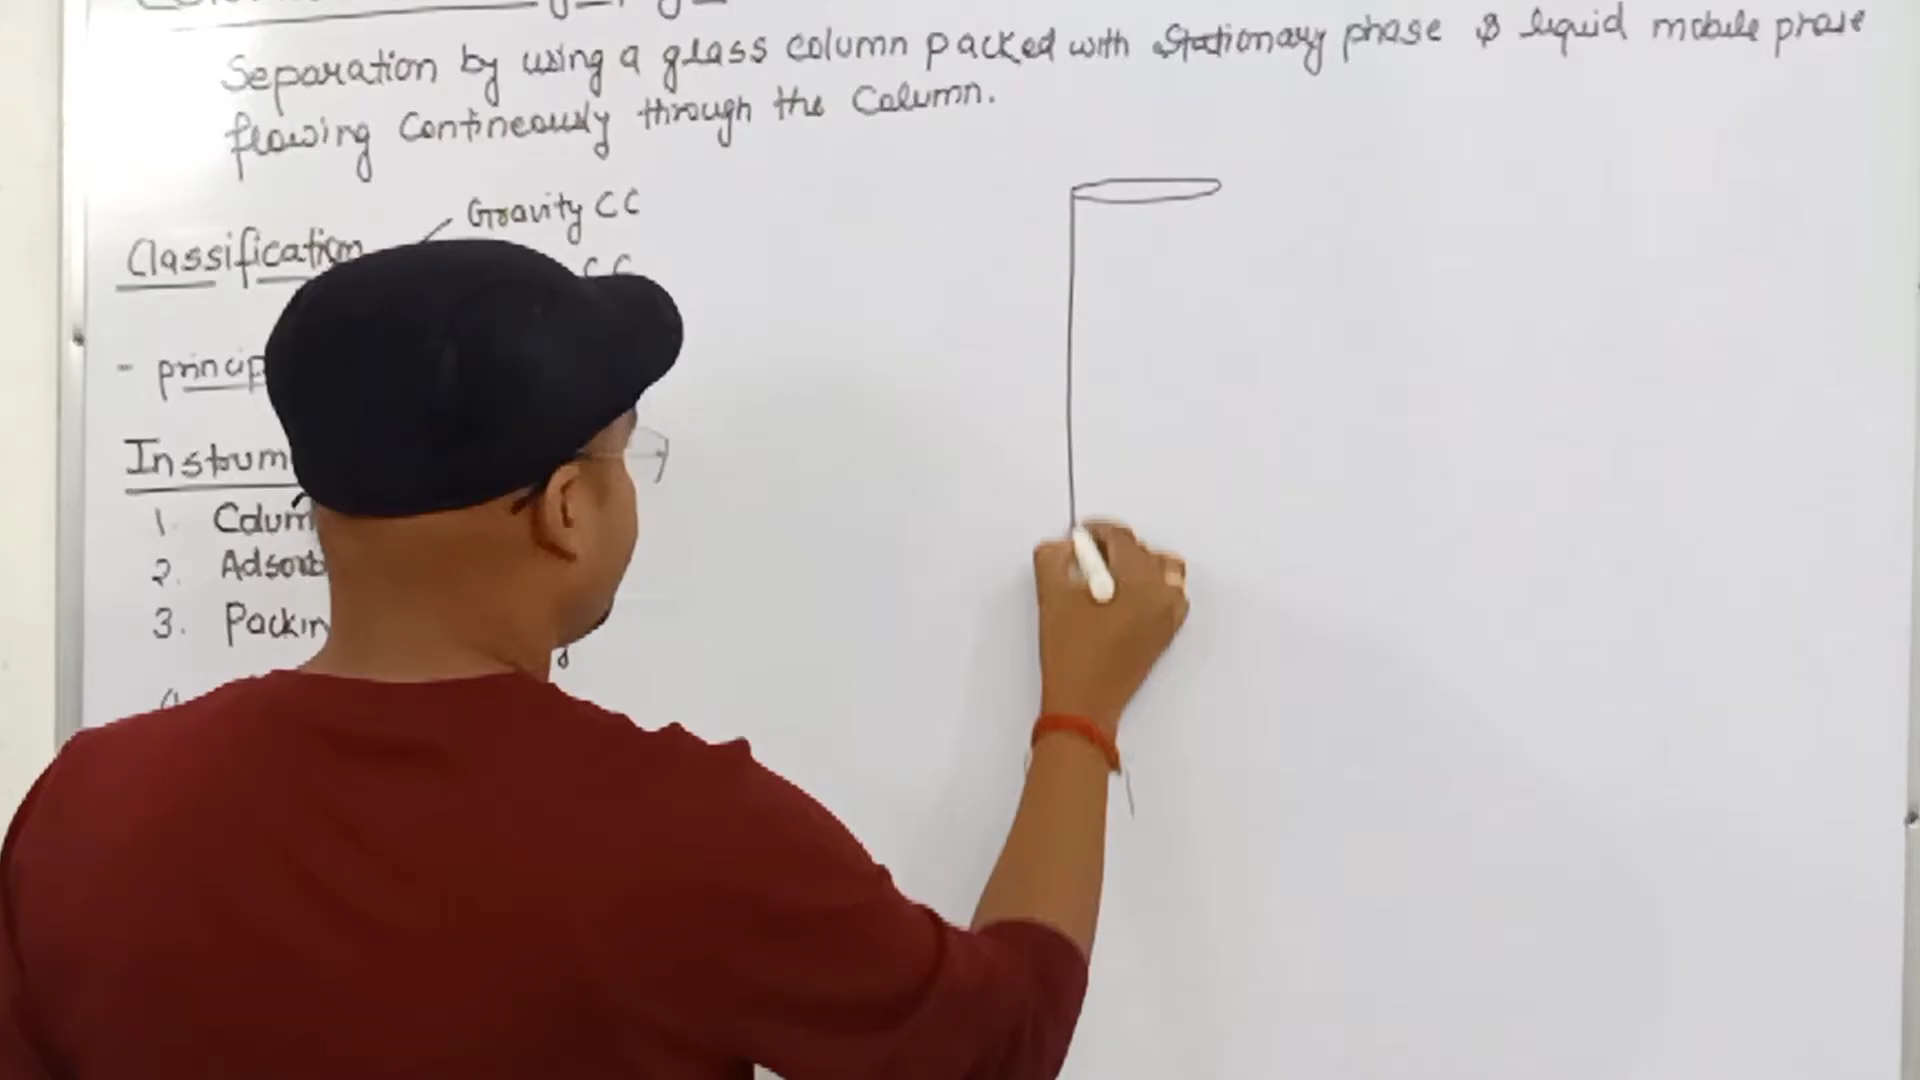 Separation by using a glass column packed with Stationary phase & liquid mobile phase
flowing Contineously through the Column.
Gravity CC
Classification
CC
- princip
Instrum
1. Colum
2. Adsorb
3. Packin